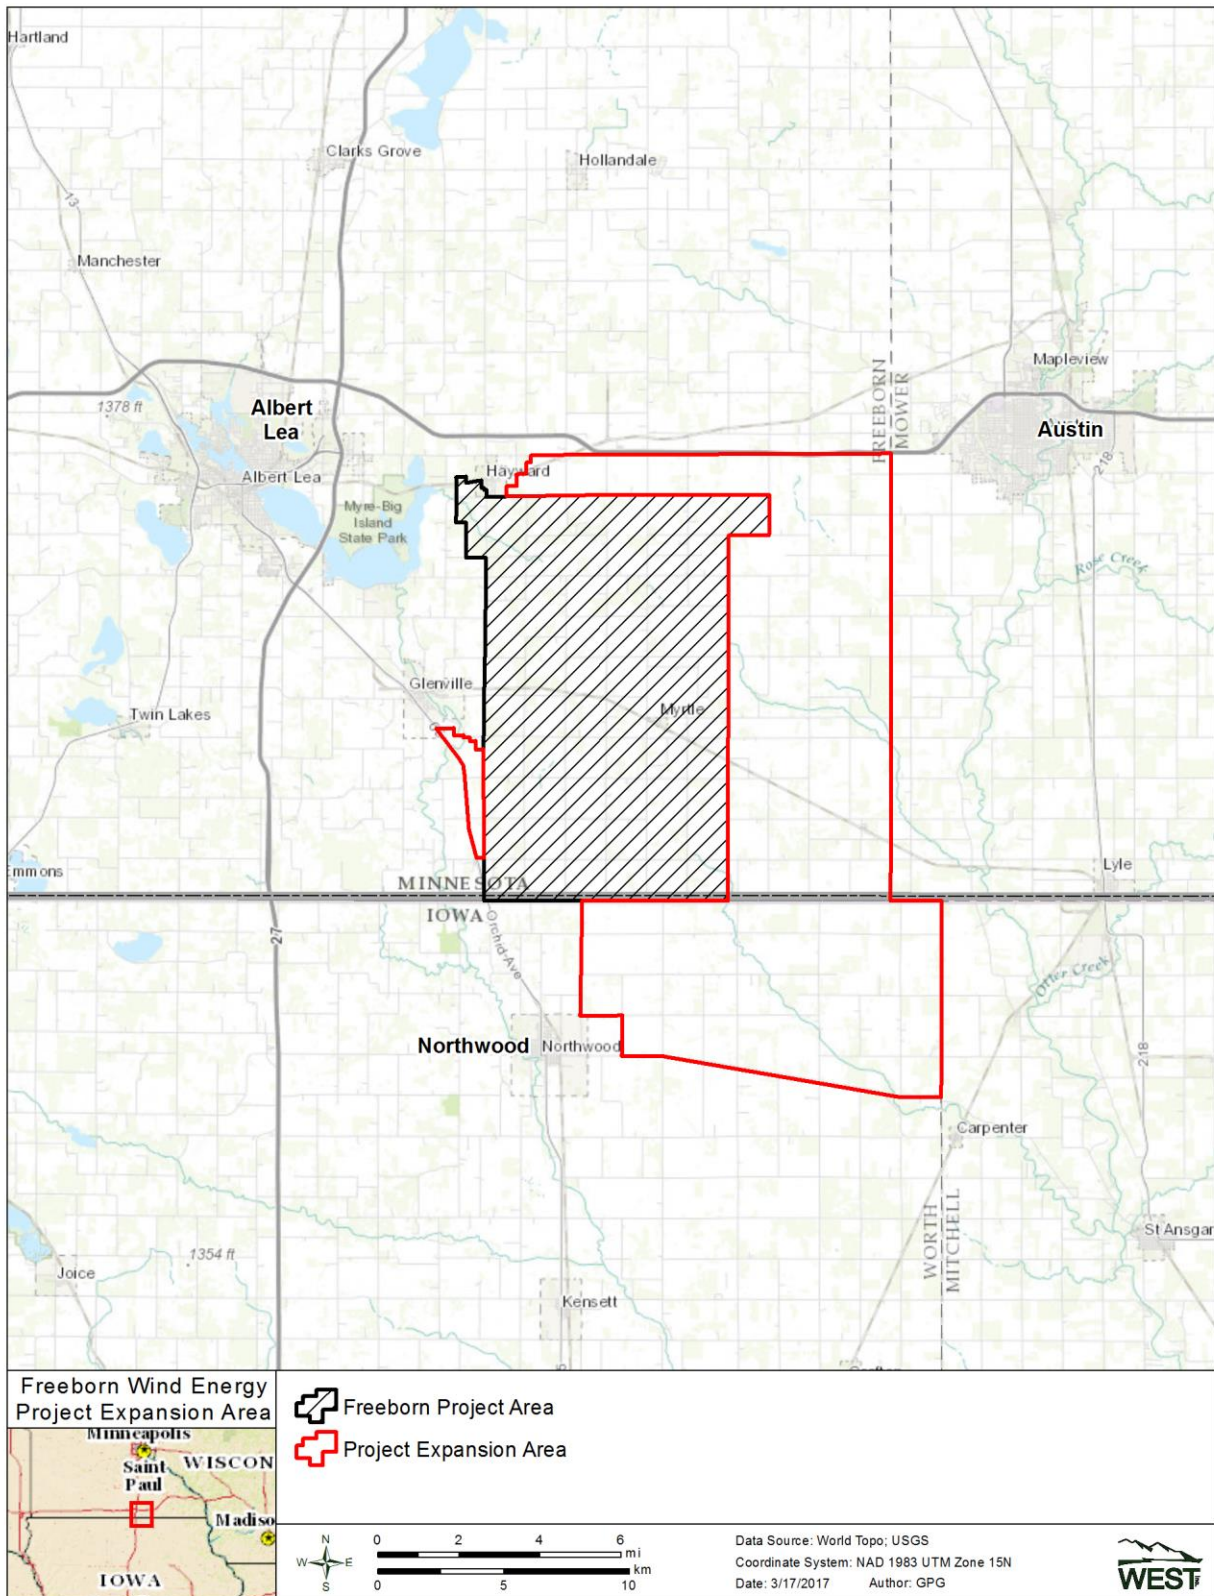 Hartland
Clarks Grove
Hollandale
13
Manchester
Mapleview
FREEBORN
MOWER
1378 ft
Albert
Lea
Austin
218
Hayward
Albert Lea
Myre-Big
Island
State Park
Rose Creek
Glenville
Myrtle
Twin Lakes
Lyle
mmons
MINNESOTA
IOWA
Orchid-Ave
27
Otter Creek
Northwood
Northwood
218
Carpenter
WORTH
MITCHELL
St Ansgar
1354 ft
Joice
Kensett
Freeborn Wind Energy
Project Expansion Area
Minneapolis
Saint
Paul
WISCON
Madiso
IOWA
Freeborn Project Area
Project Expansion Area
N
W E
S
0 2 4 6
mi
km
0 5 10
Data Source: World Topo; USGS
Coordinate System: NAD 1983 UTM Zone 15N
Date: 3/17/2017 Author: GPG
WEST